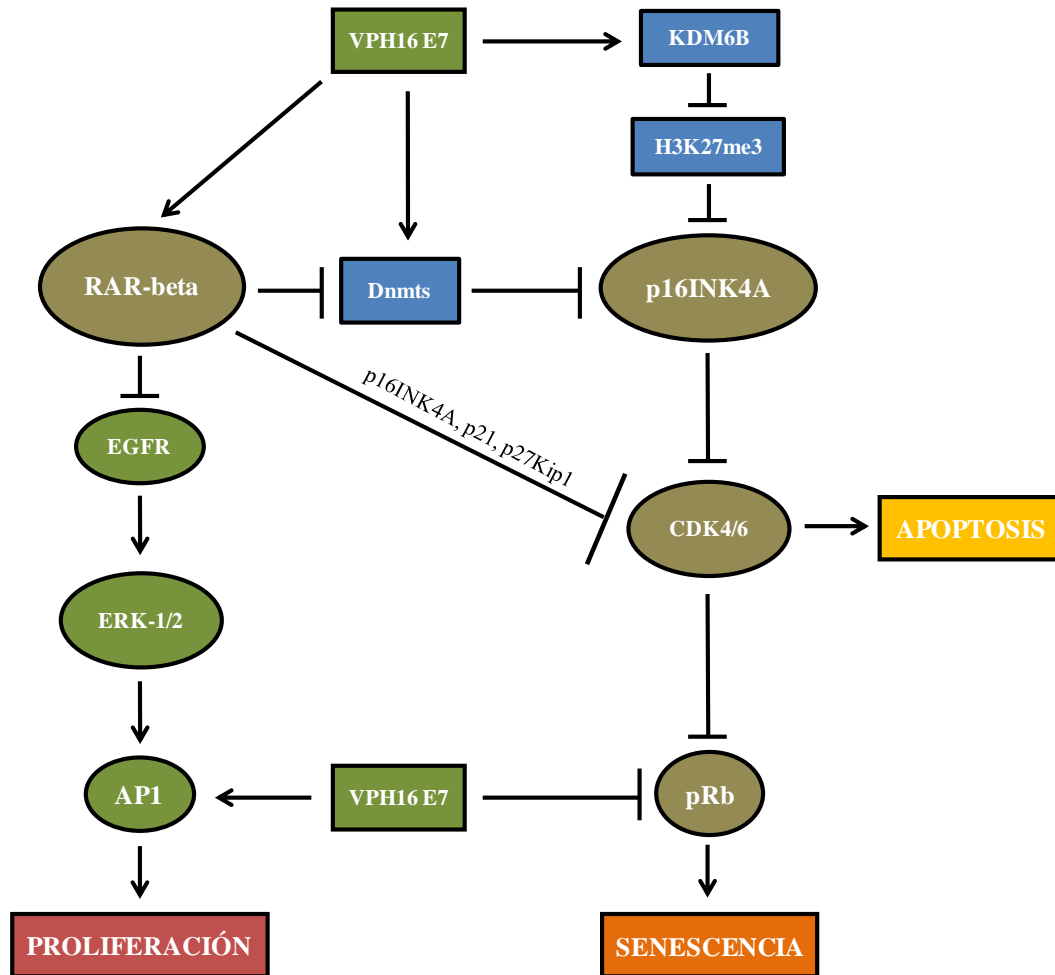 VPH16 E7
KDM6B
H3K27me3
RAR-beta
Dnmts
p16INK4A
p16INK4A, p21, p27Kip1
EGFR
CDK4/6
APOPTOSIS
ERK-1/2
AP1
VPH16 E7
pRb
PROLIFERACIÓN
SENESCENCIA